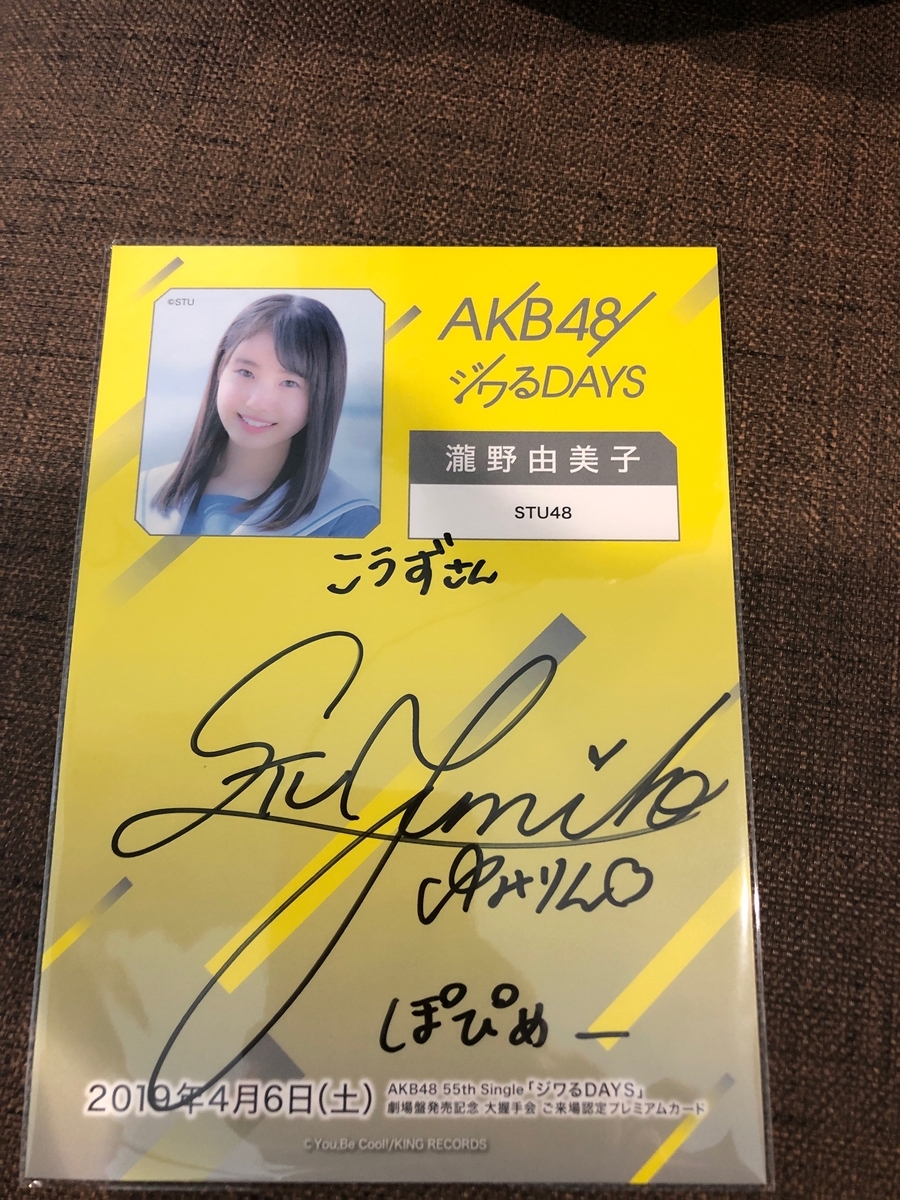 ©STU
AKB48
ジワるDAYS
瀧野由美子
STU48
こうずさん
STU Yumiko
ゆみりん♡
ぽぴめー
2019年4月6日(土)
AKB48 55th Single「ジワるDAYS」
劇場盤発売記念 大握手会 ご来場認定プレミアムカード
©You,Be Cool!/KING RECORDS